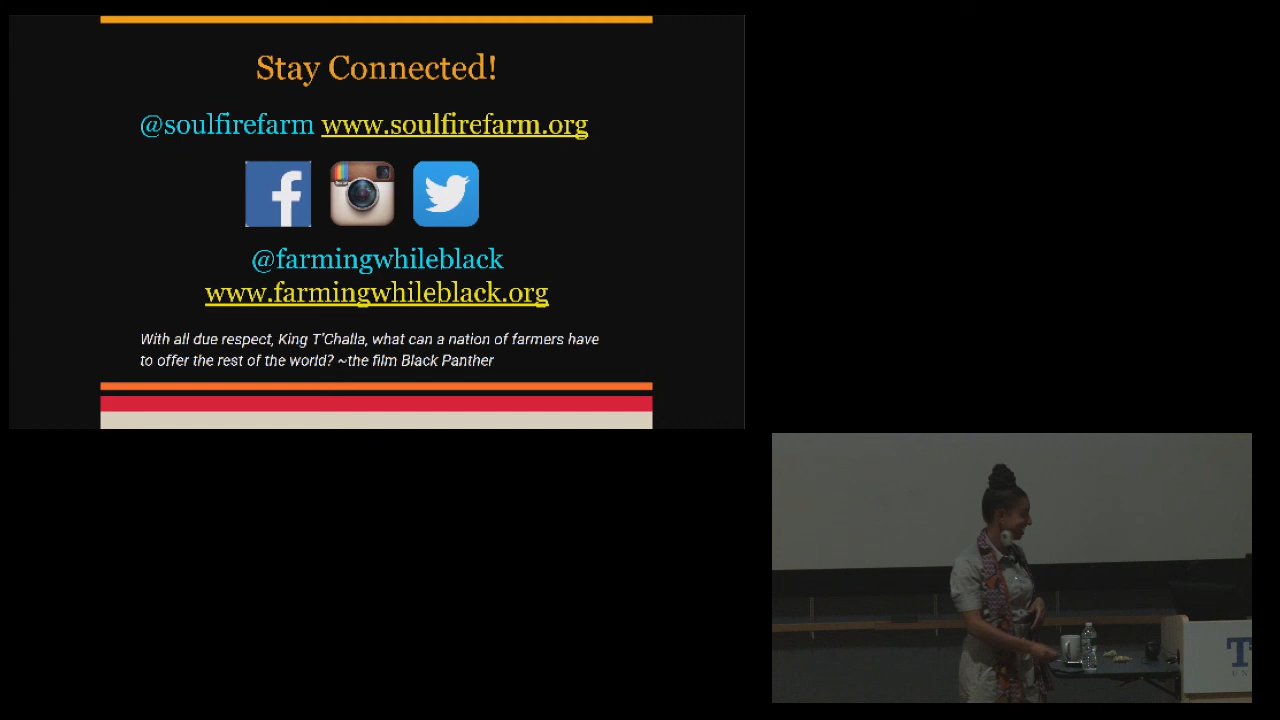 Stay Connected!
@soulfirefarm www.soulfirefarm.org
@farmingwhileblack
www.farmingwhileblack.org
With all due respect, King T'Challa, what can a nation of farmers have
to offer the rest of the world? ~the film Black Panther
T